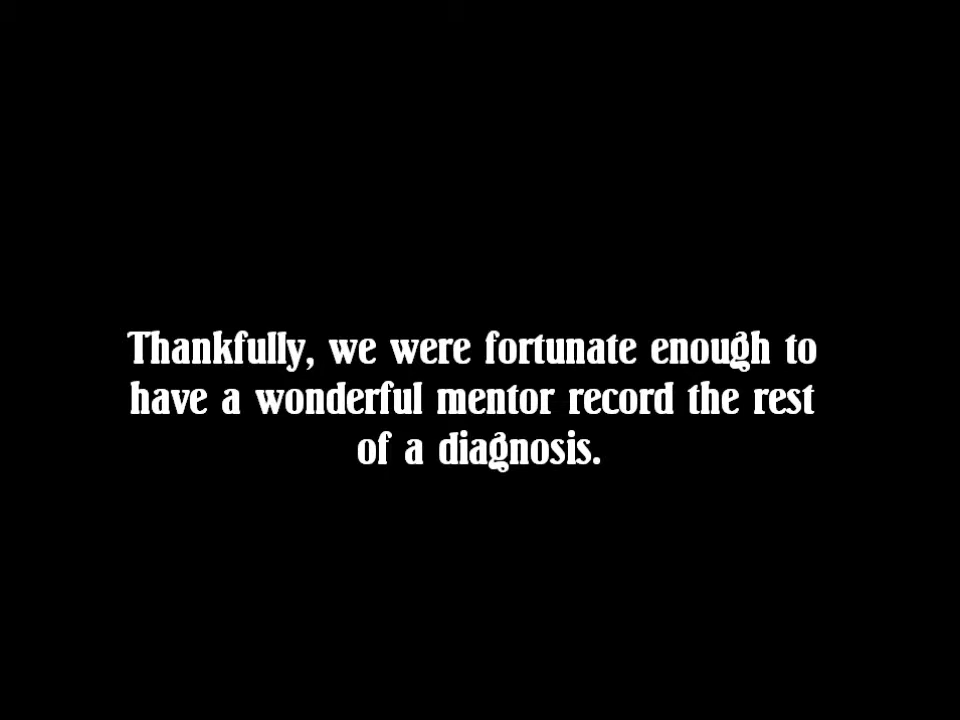 Thankfully, we were fortunate enough to
have a wonderful mentor record the rest
of a diagnosis.